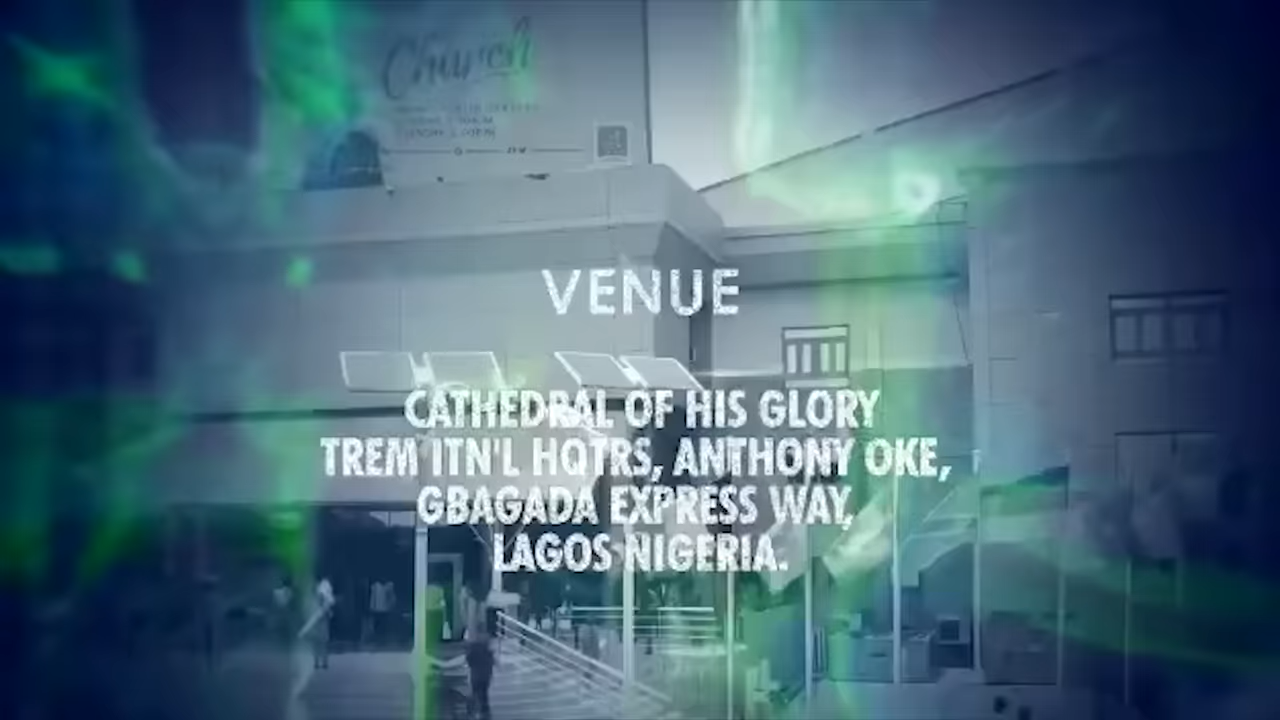 Church
VENUE
CATHEDRAL OF HIS GLORY
TREM ITN'L HQTRS, ANTHONY OKE,
GBAGADA EXPRESS WAY,
LAGOS NIGERIA.